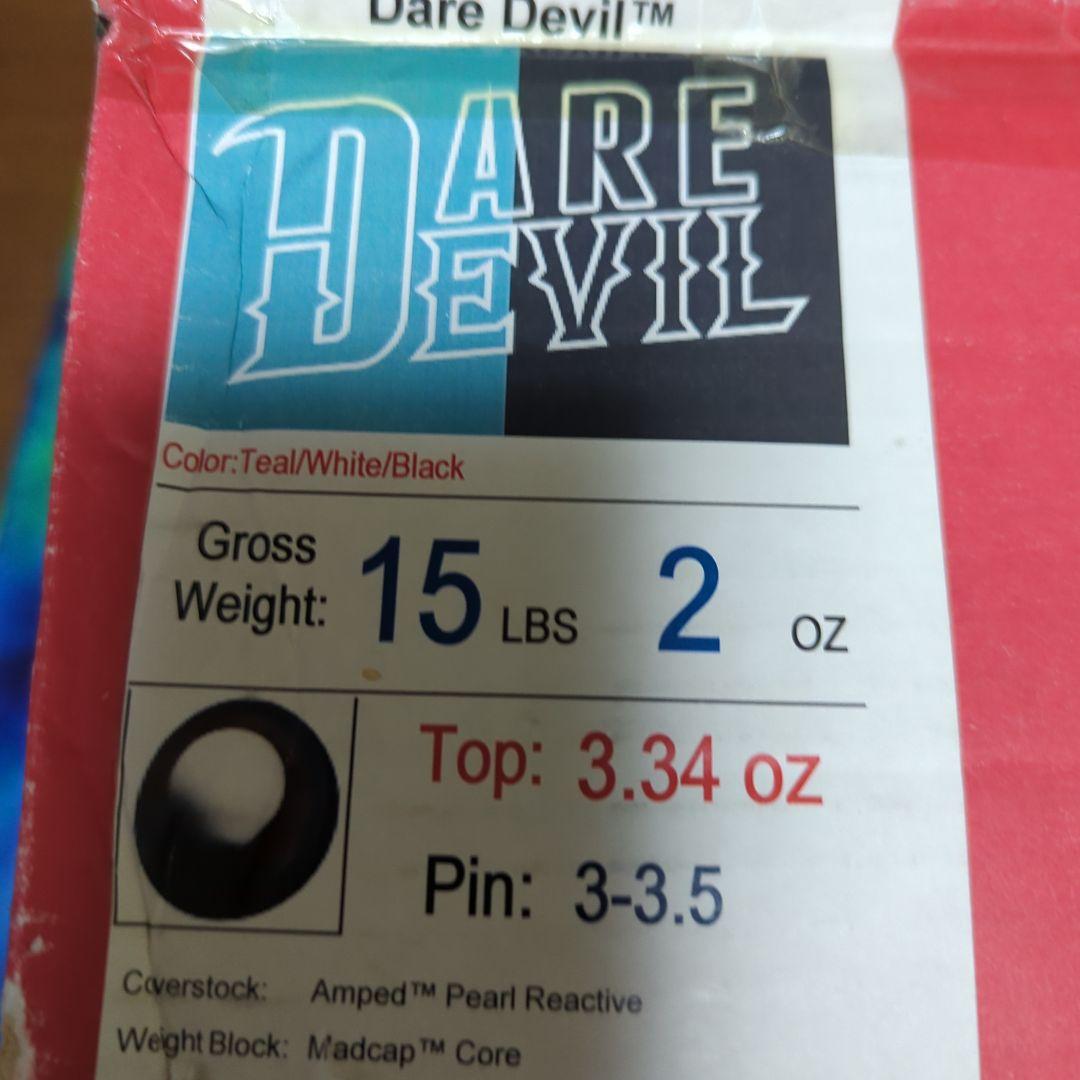 Dare Devil™
DARE
DEVIL
Color:Teal/White/Black
Gross
Weight: 15 LBS 2 OZ
Top: 3.34 oz
Pin: 3-3.5
Coverstock: Amped™ Pearl Reactive
Weight Block: Madcap™ Core